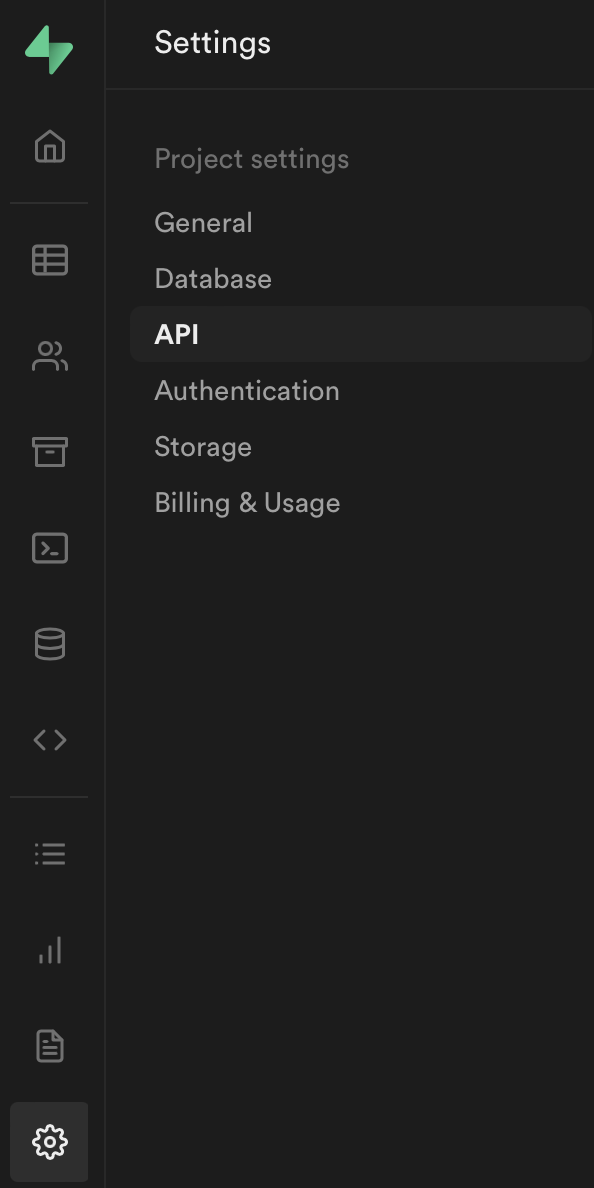 Settings
Project settings
General
Database
API
Authentication
Storage
Billing & Usage